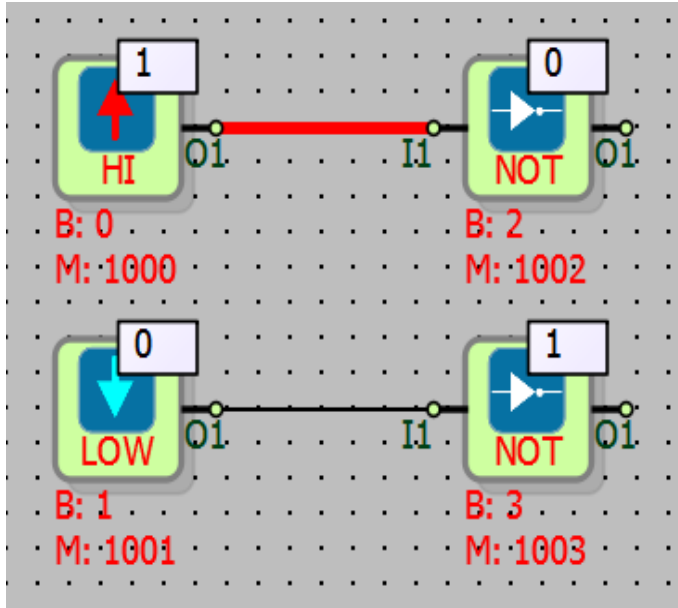 1 0
O1 I1 O1
HI NOT
B: 0 B: 2
M: 1000 M: 1002
0 1
O1 I1 O1
LOW NOT
B: 1 B: 3
M: 1001 M: 1003